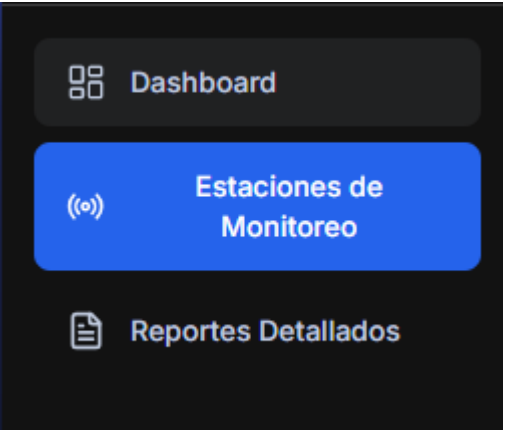 Dashboard
Estaciones de
Monitoreo
Reportes Detallados